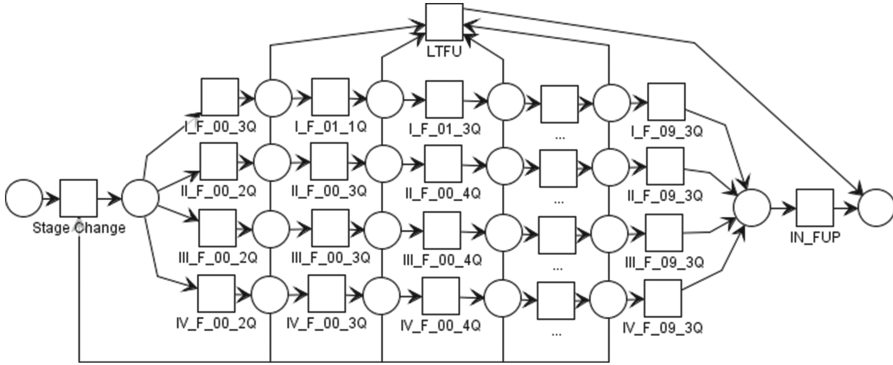 LTFU
I_F_00_3Q I_F_01_1Q I_F_01_3Q ... I_F_09_3Q
II_F_00_2Q II_F_00_3Q II_F_00_4Q ... II_F_09_3Q
Stage Change
IN_FUP
III_F_00_2Q III_F_00_3Q III_F_00_4Q ... III_F_09_3Q
IV_F_00_2Q IV_F_00_3Q IV_F_00_4Q ... IV_F_09_3Q